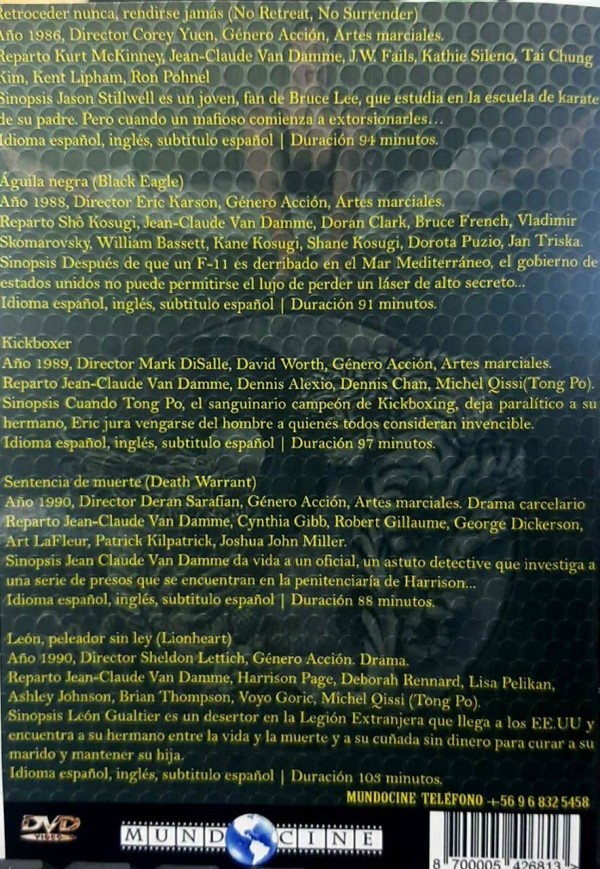 Retroceder nunca, rendirse jamás (No Retreat, No Surrender)
Año 1986, Director Corey Yuen, Género Acción, Artes marciales.
Reparto Kurt McKinney, Jean-Claude Van Damme, J.W. Fails, Kathie Sileno, Tai Chung
Kim, Kent Lipham, Ron Pohnel
Sinopsis Jason Stillwell es un joven, fan de Bruce Lee, que estudia en la escuela de karate
de su padre. Pero cuando un mafioso comienza a extorsionarles...
Idioma español, inglés, subtitulo español | Duración 94 minutos.
Águila negra (Black Eagle)
Año 1988, Director Eric Karson, Género Acción, Artes marciales.
Reparto Shô Kosugi, Jean-Claude Van Damme, Doran Clark, Bruce French, Vladimir
Skomarovsky, William Bassett, Kane Kosugi, Shane Kosugi, Dorota Puzio, Jan Triska.
Sinopsis Después de que un F-11 es derribado en el Mar Mediterráneo, el gobierno de
estados unidos no puede permitirse el lujo de perder un láser de alto secreto...
Idioma español, inglés, subtitulo español | Duración 91 minutos.
Kickboxer
Año 1989, Director Mark DiSalle, David Worth, Género Acción, Artes marciales.
Reparto Jean-Claude Van Damme, Dennis Alexio, Dennis Chan, Michel Qissi(Tong Po).
Sinopsis Cuando Tong Po, el sanguinario campeón de Kickboxing, deja paralítico a su
hermano, Eric jura vengarse del hombre a quienes todos consideran invencible.
Idioma español, inglés, subtitulo español | Duración 97 minutos.
Sentencia de muerte (Death Warrant)
Año 1990, Director Deran Sarafian, Género Acción, Artes marciales. Drama carcelario
Reparto Jean-Claude Van Damme, Cynthia Gibb, Robert Gillaume, George Dickerson,
Art LaFleur, Patrick Kilpatrick, Joshua John Miller.
Sinopsis Jean Claude Van Damme da vida a un oficial, un astuto detective que investiga a
una serie de presos que se encuentran en la penitenciaría de Harrison...
Idioma español, inglés, subtitulo español | Duración 88 minutos.
León, peleador sin ley (Lionheart)
Año 1990, Director Sheldon Lettich, Género Acción. Drama.
Reparto Jean-Claude Van Damme, Harrison Page, Deborah Rennard, Lisa Pelikan,
Ashley Johnson, Brian Thompson, Voyo Goric, Michel Qissi (Tong Po).
Sinopsis León Gualtier es un desertor en la Legión Extranjera que llega a los EE.UU y
encuentra a su hermano entre la vida y la muerte y a su cuñada sin dinero para curar a su
marido y mantener su hija.
Idioma español, inglés, subtitulo español | Duración 103 minutos.
MUNDOCINE TELÉFONO +56 9 6 832 5458
DVD
VIDEO
MUNDOCINE
8 700005 426813 >